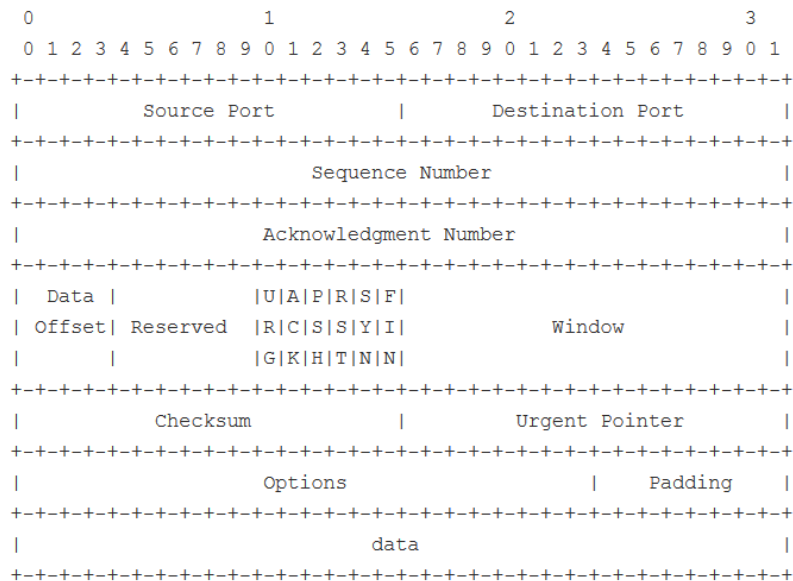 0                   1                   2                   3
 0 1 2 3 4 5 6 7 8 9 0 1 2 3 4 5 6 7 8 9 0 1 2 3 4 5 6 7 8 9 0 1
+-+-+-+-+-+-+-+-+-+-+-+-+-+-+-+-+-+-+-+-+-+-+-+-+-+-+-+-+-+-+-+-+
|          Source Port          |       Destination Port        |
+-+-+-+-+-+-+-+-+-+-+-+-+-+-+-+-+-+-+-+-+-+-+-+-+-+-+-+-+-+-+-+-+
|                        Sequence Number                        |
+-+-+-+-+-+-+-+-+-+-+-+-+-+-+-+-+-+-+-+-+-+-+-+-+-+-+-+-+-+-+-+-+
|                    Acknowledgment Number                      |
+-+-+-+-+-+-+-+-+-+-+-+-+-+-+-+-+-+-+-+-+-+-+-+-+-+-+-+-+-+-+-+-+
|  Data |           |U|A|P|R|S|F|                               |
| Offset| Reserved  |R|C|S|S|Y|I|            Window             |
|       |           |G|K|H|T|N|N|                               |
+-+-+-+-+-+-+-+-+-+-+-+-+-+-+-+-+-+-+-+-+-+-+-+-+-+-+-+-+-+-+-+-+
|           Checksum            |         Urgent Pointer        |
+-+-+-+-+-+-+-+-+-+-+-+-+-+-+-+-+-+-+-+-+-+-+-+-+-+-+-+-+-+-+-+-+
|                    Options                    |    Padding    |
+-+-+-+-+-+-+-+-+-+-+-+-+-+-+-+-+-+-+-+-+-+-+-+-+-+-+-+-+-+-+-+-+
|                             data                              |
+-+-+-+-+-+-+-+-+-+-+-+-+-+-+-+-+-+-+-+-+-+-+-+-+-+-+-+-+-+-+-+-+